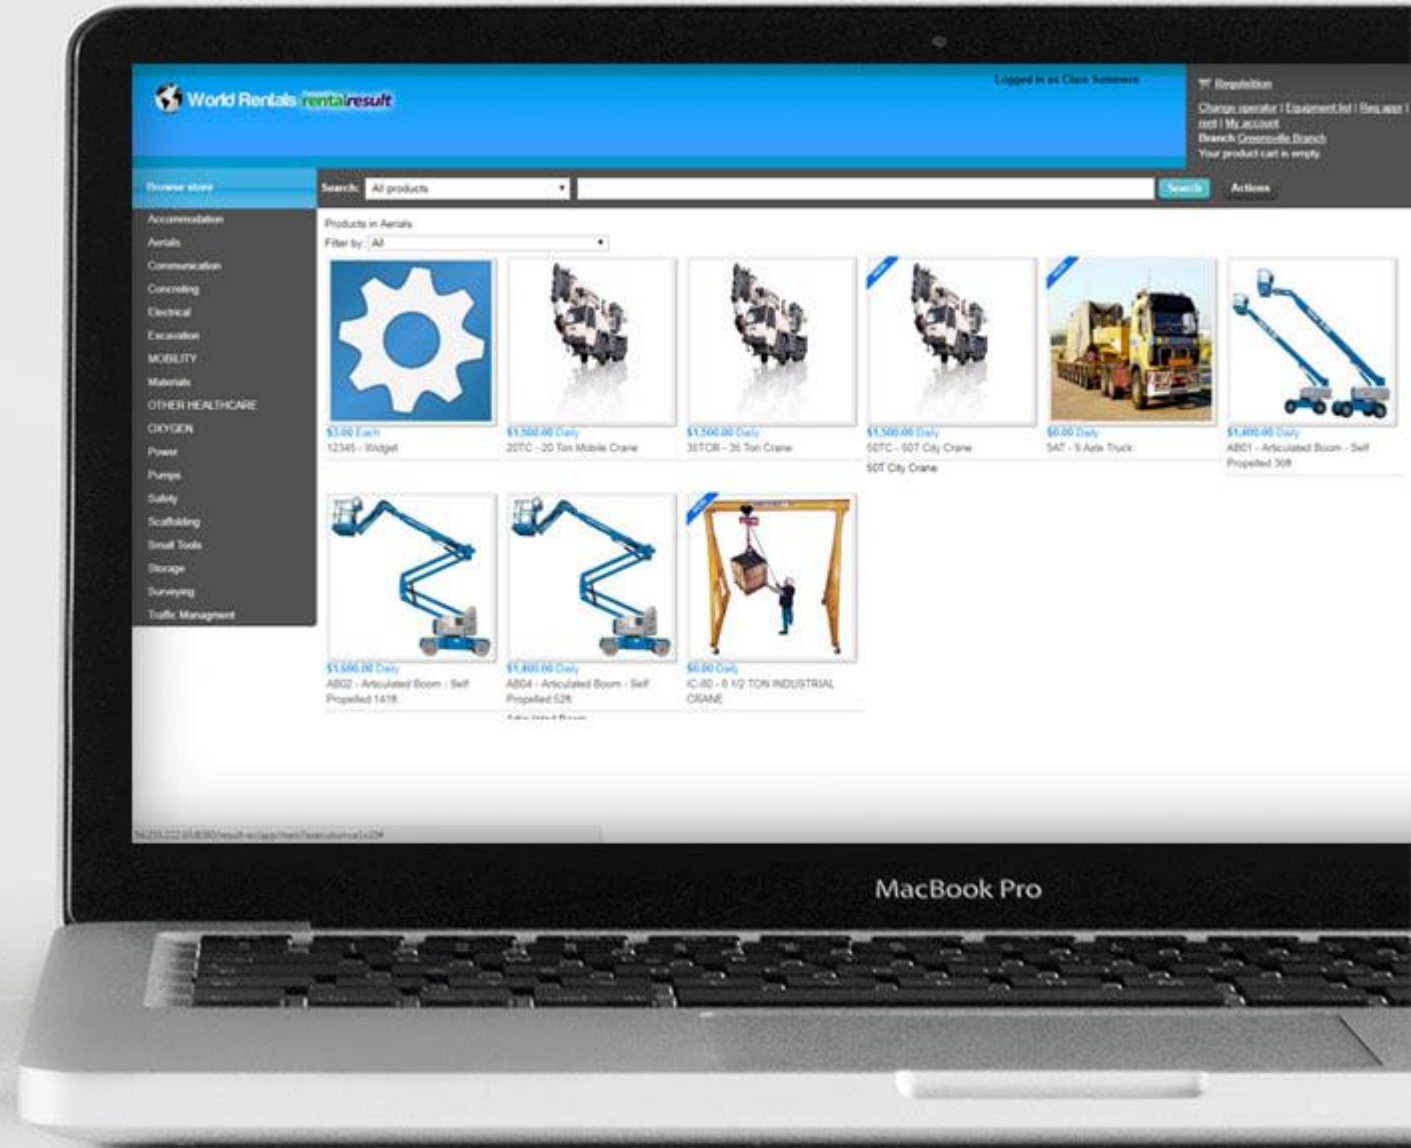 World Rentals rentalresult
Logged in as Clare Summers
Requisition
Change operator | Equipment list | Req appr |
rent | My account
Branch Greensville Branch
Your product cart is empty.
Browse store
Search: All products
Search
Actions
Accommodation
Aerials
Communication
Concreting
Electrical
Excavation
MOBILITY
Materials
OTHER HEALTHCARE
OXYGEN
Power
Pumps
Safety
Scaffolding
Small Tools
Storage
Surveying
Traffic Managment
Products in Aerials
Filter by: All
$3.00 Each
12345 - Widget
$1,500.00 Daily
20TC - 20 Ton Mobile Crane
$1,500.00 Daily
35TCR - 35 Ton Crane
$1,500.00 Daily
50TC - 50T City Crane
50T City Crane
$0.00 Daily
9AT - 9 Axle Truck
$1,400.00 Daily
AB01 - Articulated Boom - Self
Propelled 36ft
$1,600.00 Daily
AB02 - Articulated Boom - Self
Propelled 141ft
$1,400.00 Daily
AB04 - Articulated Boom - Self
Propelled 52ft
Articulated Boom
$0.00 Daily
IC-80 - 8 1/2 TON INDUSTRIAL
CRANE
MacBook Pro